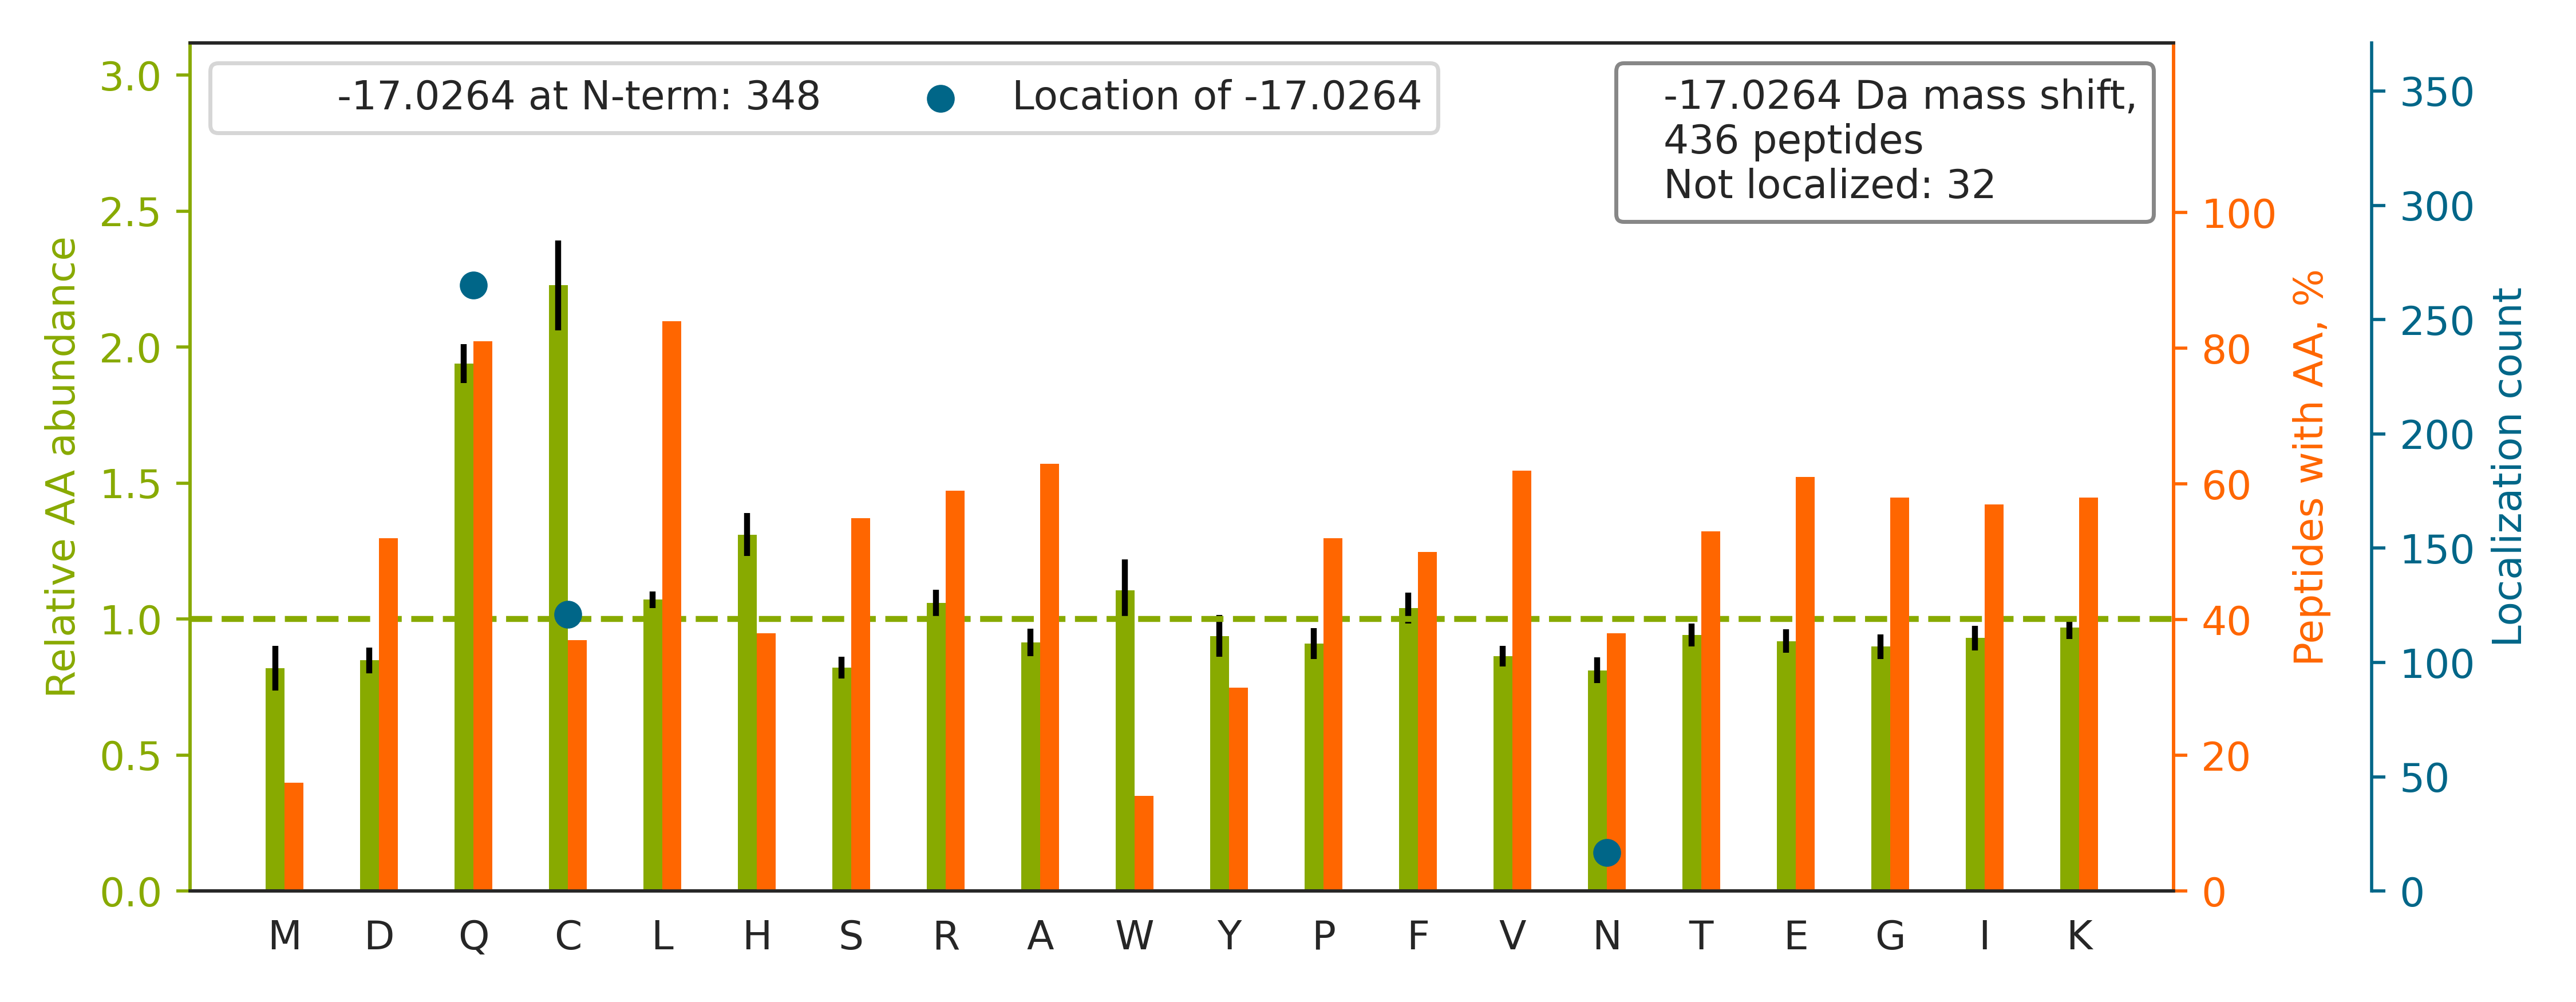 -17.0264 at N-term: 348
Location of -17.0264
-17.0264 Da mass shift,
436 peptides
Not localized: 32
Relative AA abundance
3.0
2.5
2.0
1.5
1.0
0.5
0.0
Peptides with AA, %
100
80
60
40
20
0
Localization count
350
300
250
200
150
100
50
0
M D Q C L H S R A W Y P F V N T E G I K